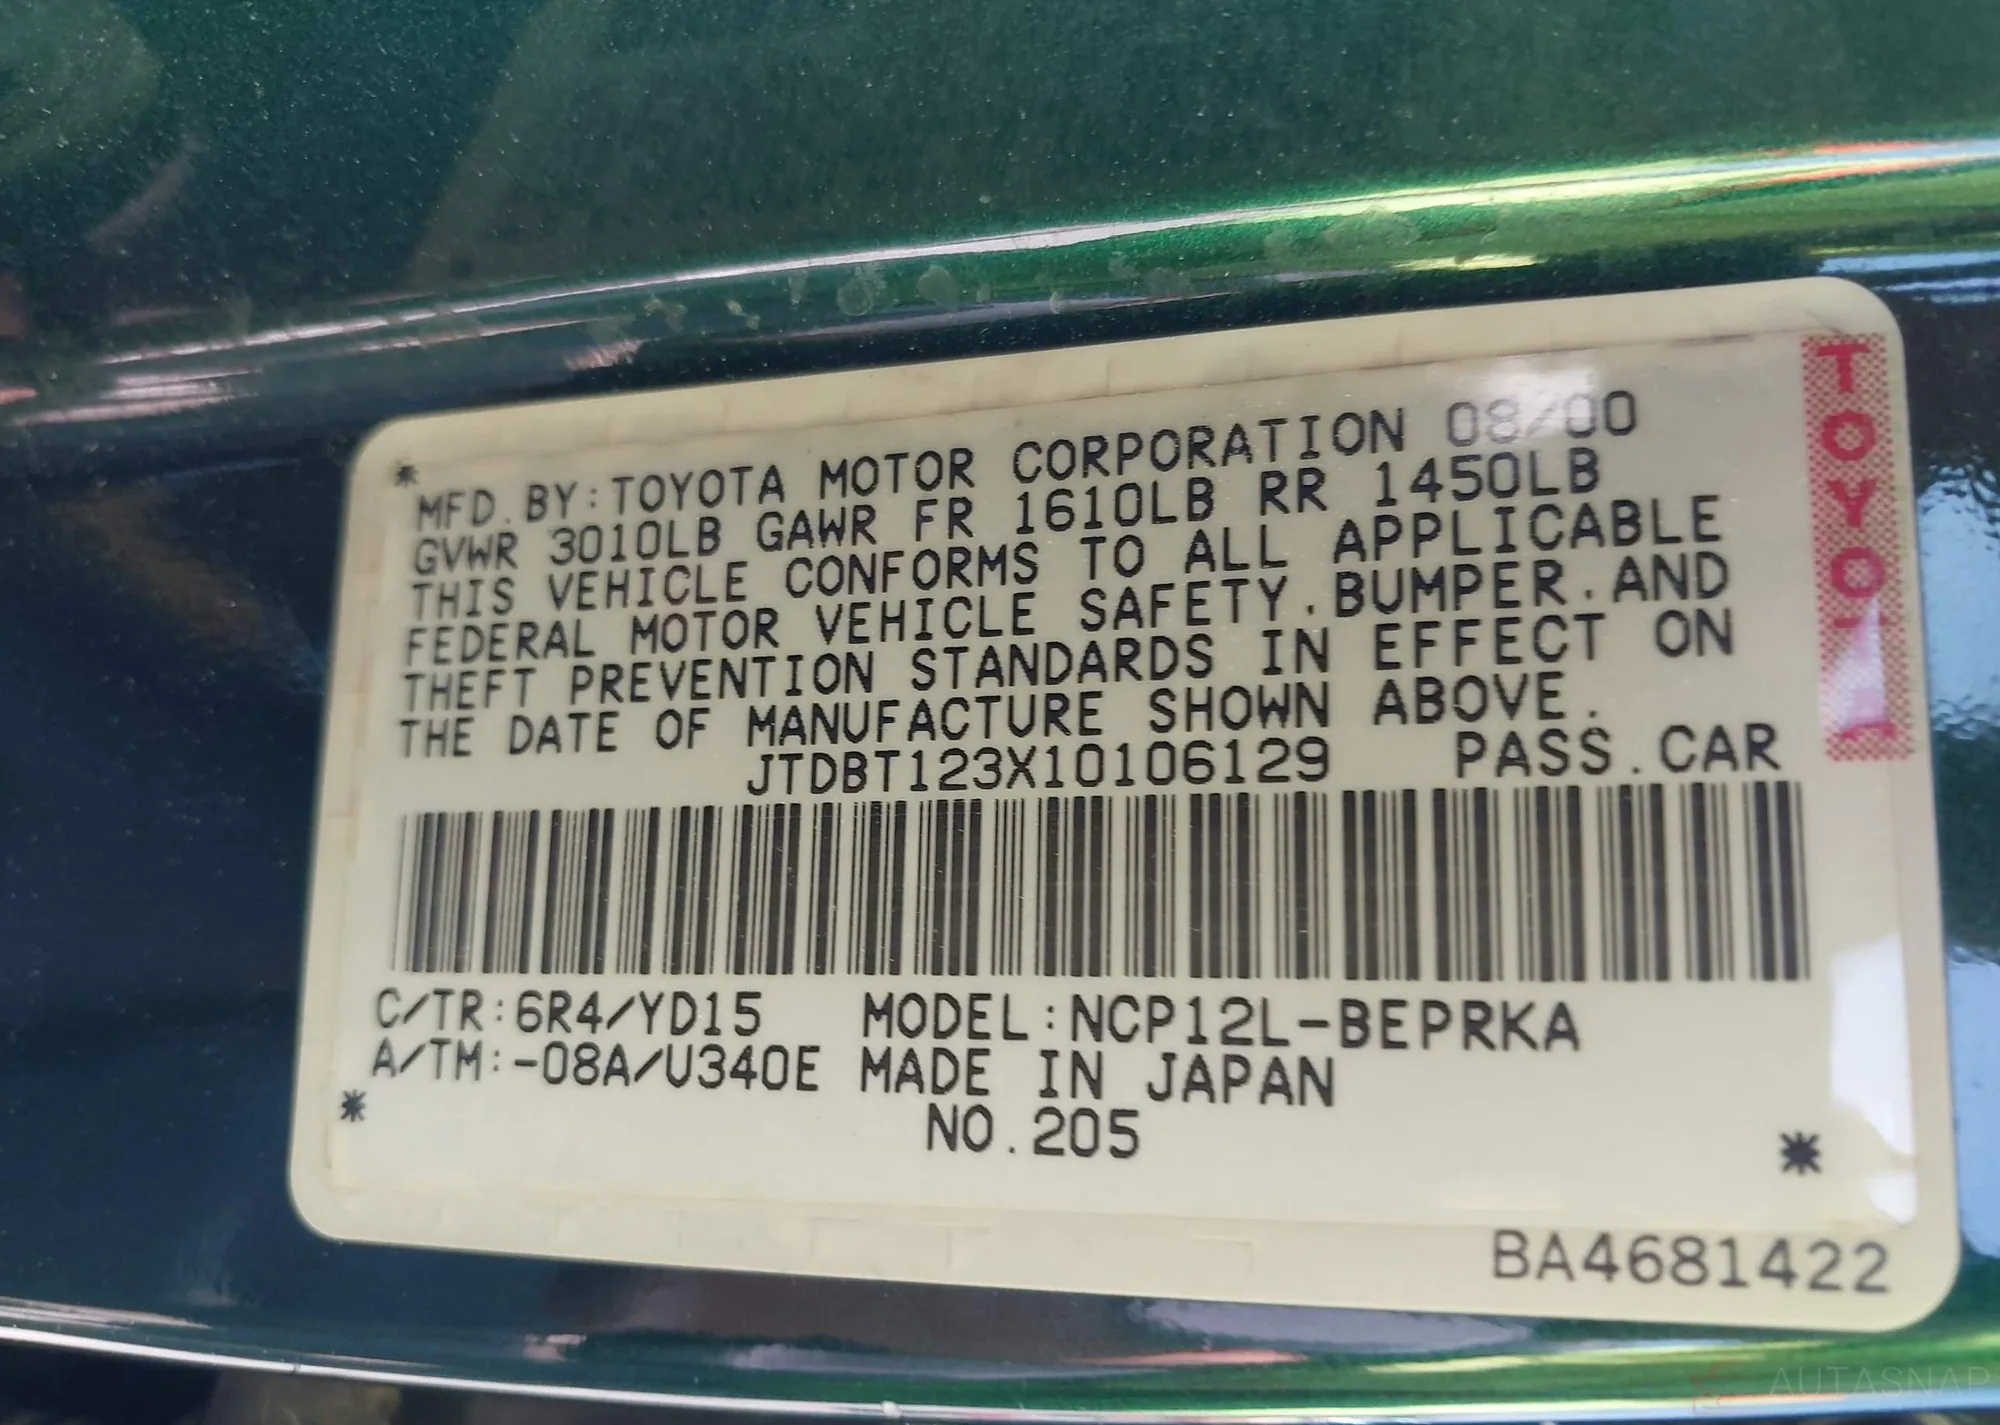 * MFD. BY:TOYOTA MOTOR CORPORATION 08/00
GVWR 3010LB GAWR FR 1610LB RR 1450LB
THIS VEHICLE CONFORMS TO ALL APPLICABLE
FEDERAL MOTOR VEHICLE SAFETY.BUMPER.AND
THEFT PREVENTION STANDARDS IN EFFECT ON
THE DATE OF MANUFACTURE SHOWN ABOVE.
JTDBT123X10106129 PASS.CAR
C/TR:6R4/YD15 MODEL:NCP12L-BEPRKA
A/TM:-08A/U340E MADE IN JAPAN
* NO.205 *
BA4681422
TOYOTA
AUTASNAP